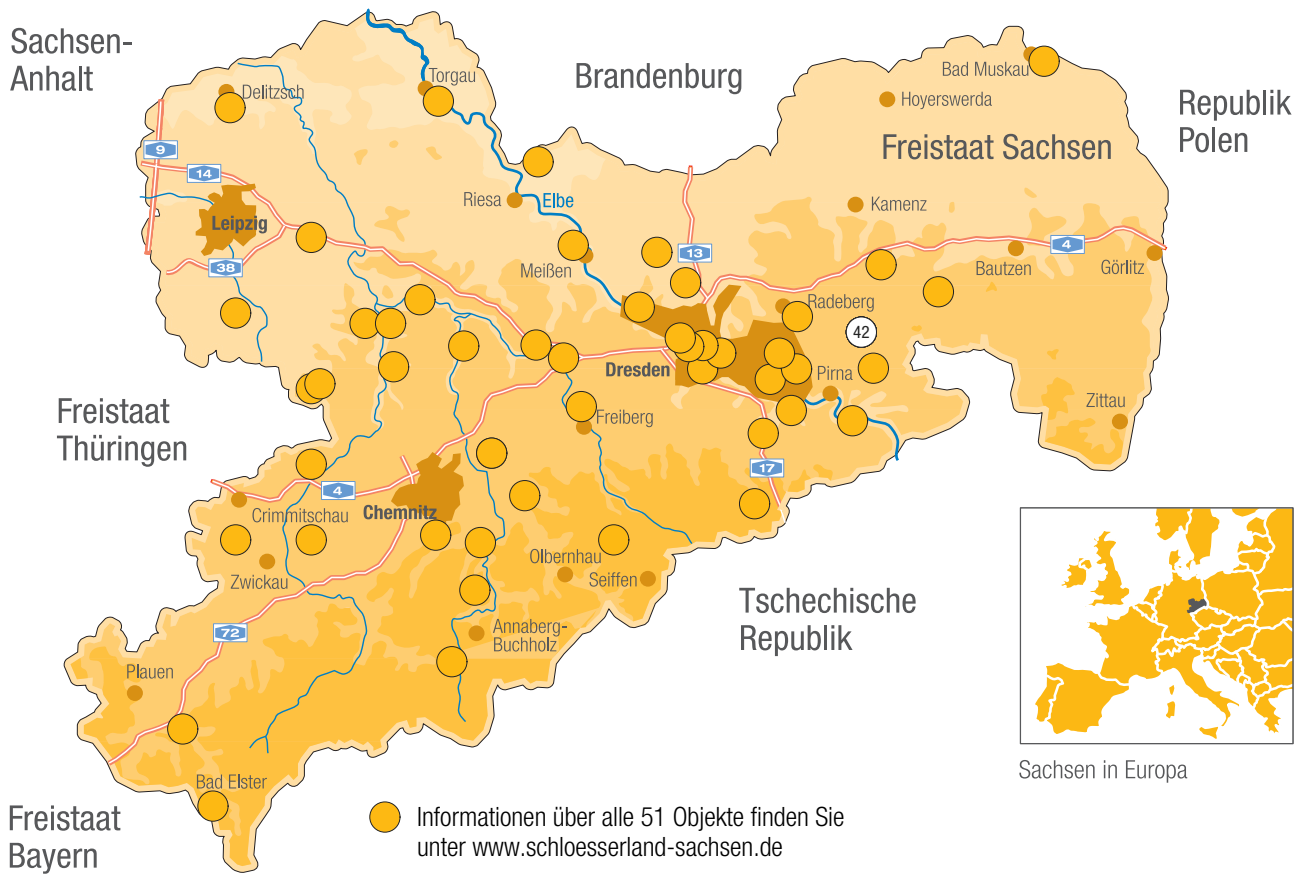 Sachsen-
Anhalt
Brandenburg
Republik
Polen
Freistaat Sachsen
Freistaat
Thüringen
Tschechische
Republik
Freistaat
Bayern
Delitzsch
Torgau
Bad Muskau
Hoyerswerda
9
14
Leipzig
38
Riesa
Elbe
Kamenz
Meißen
13
4
Bautzen
Görlitz
Radeberg
42
Dresden
Pirna
Freiberg
Zittau
17
4
Crimmitschau
Chemnitz
Zwickau
Olbernhau
Seiffen
72
Annaberg-
Buchholz
Plauen
Bad Elster
Sachsen in Europa
Informationen über alle 51 Objekte finden Sie
unter www.schloesserland-sachsen.de